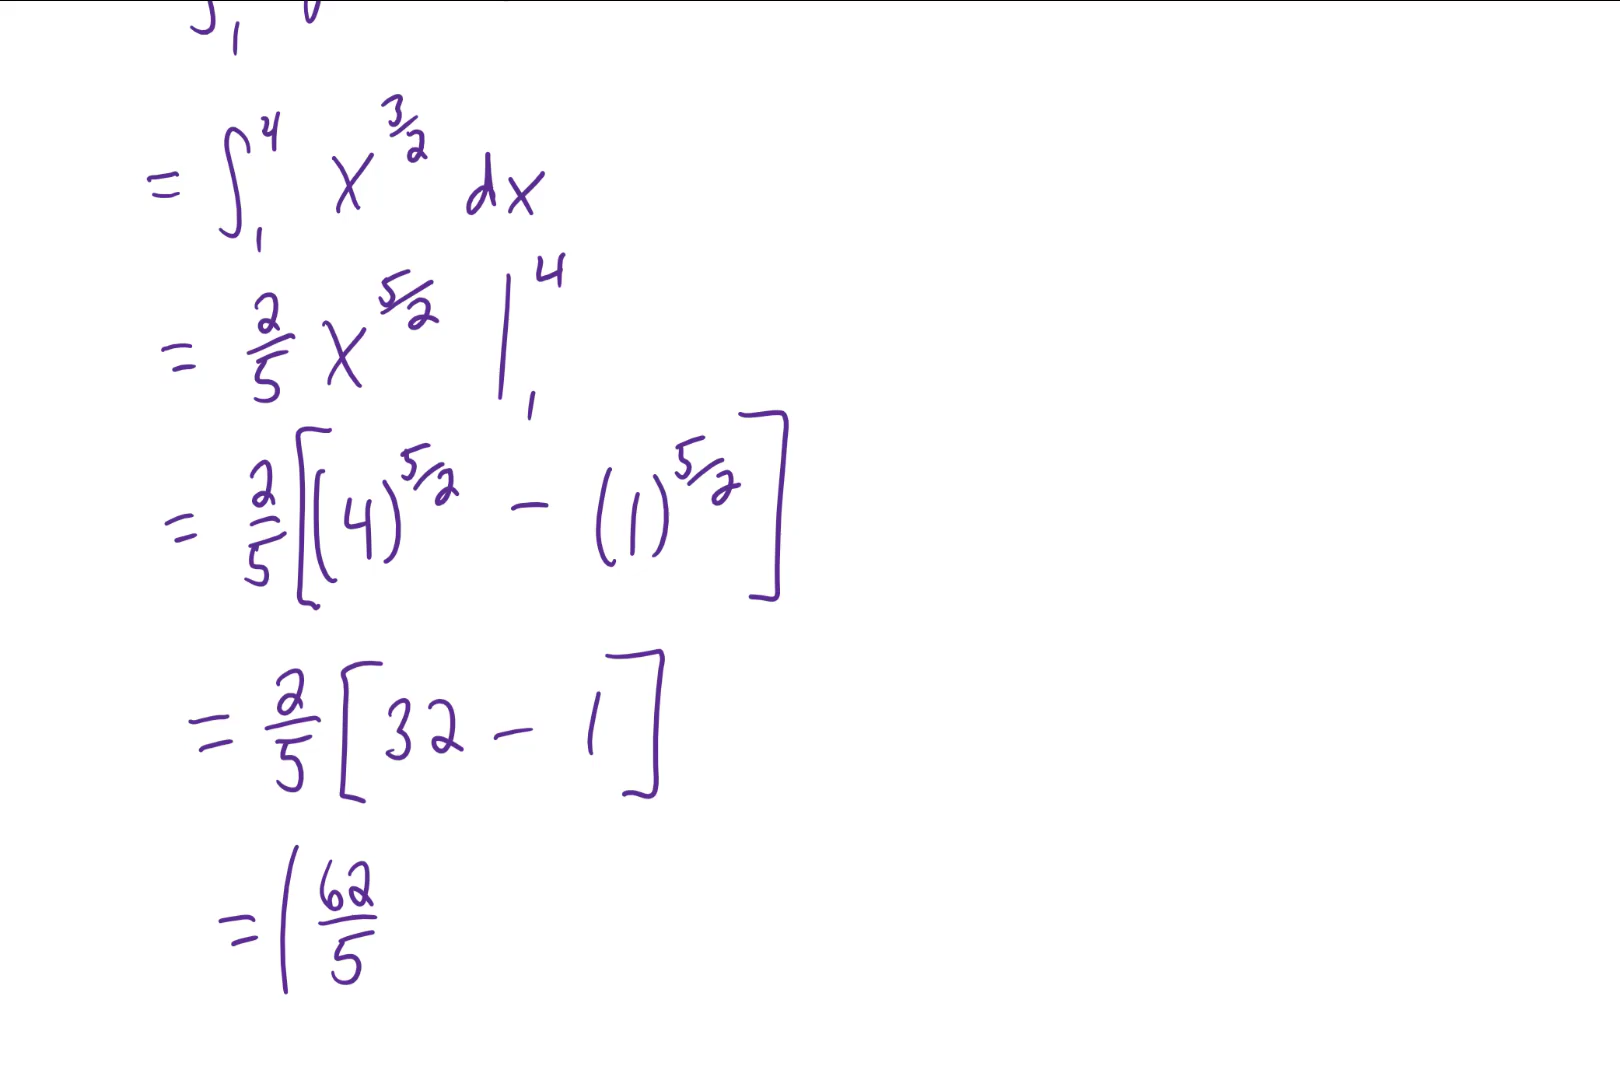 ∫₁
= ∫₁⁴ x^{3/2} dx
= 2/5 x^{5/2} |₁⁴
= 2/5 [(4)^{5/2} - (1)^{5/2}]
= 2/5 [32 - 1]
= | 62/5